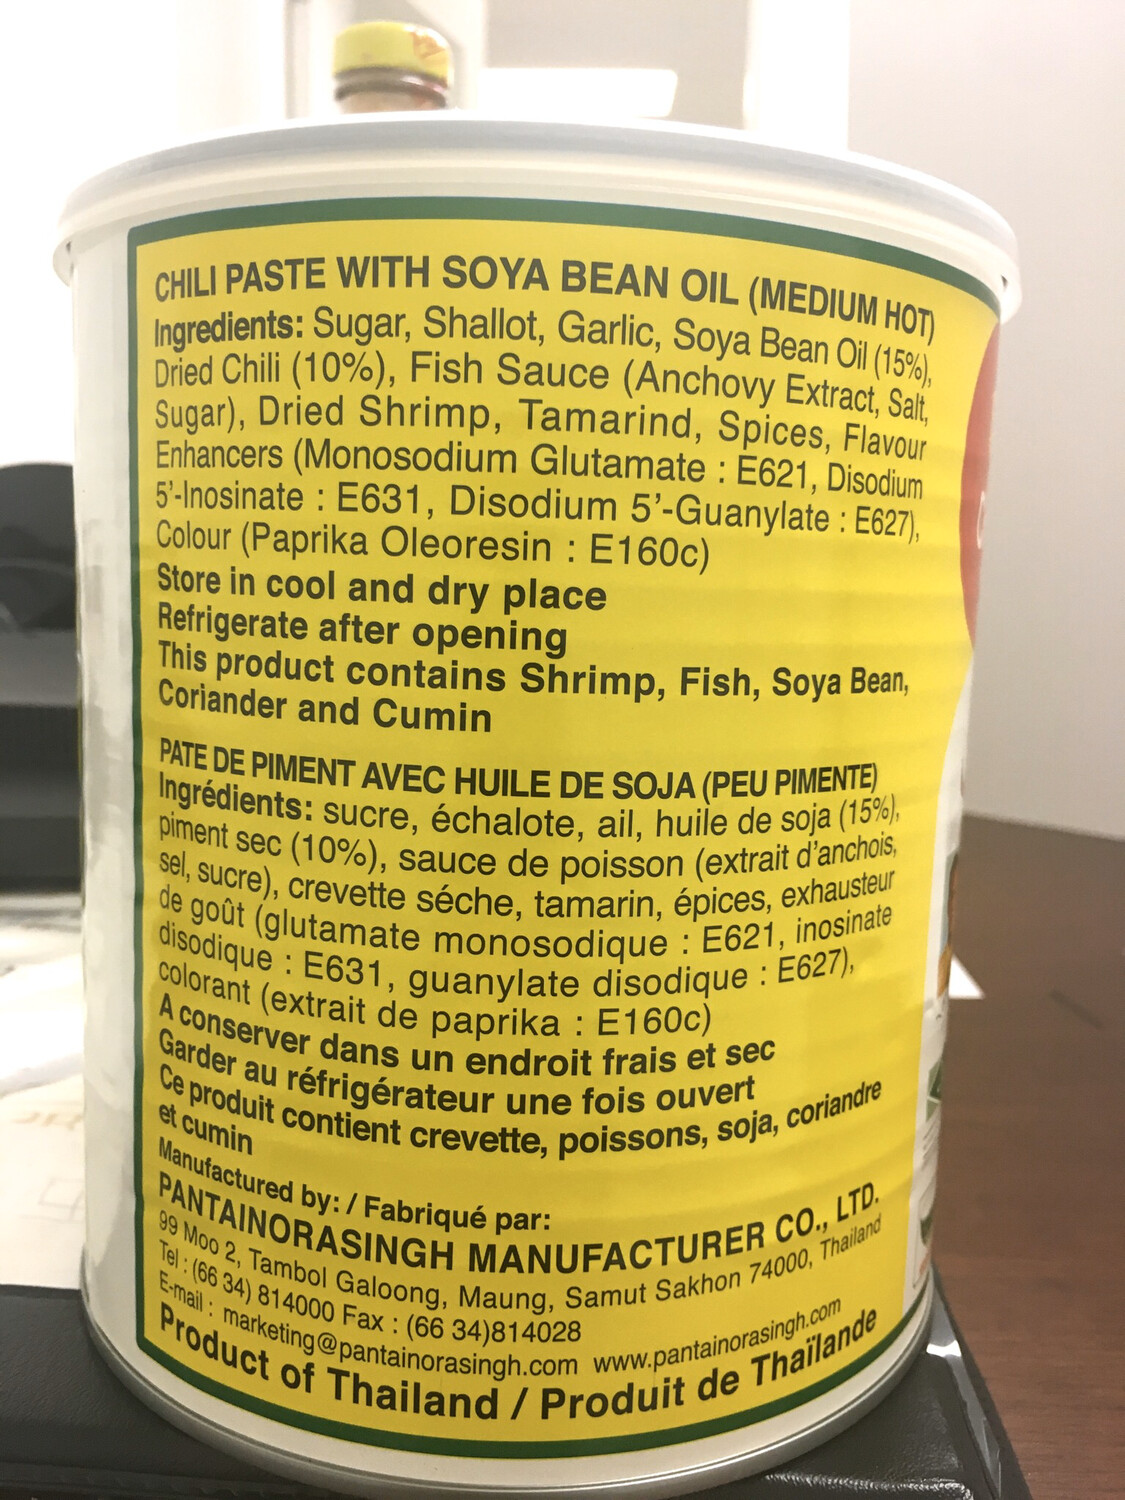 CHILI PASTE WITH SOYA BEAN OIL (MEDIUM HOT)
Ingredients: Sugar, Shallot, Garlic, Soya Bean Oil (15%),
Dried Chili (10%), Fish Sauce (Anchovy Extract, Salt,
Sugar), Dried Shrimp, Tamarind, Spices, Flavour
Enhancers (Monosodium Glutamate : E621, Disodium
5'-Inosinate : E631, Disodium 5'-Guanylate : E627),
Colour (Paprika Oleoresin : E160c)
Store in cool and dry place
Refrigerate after opening
This product contains Shrimp, Fish, Soya Bean,
Coriander and Cumin
PATE DE PIMENT AVEC HUILE DE SOJA (PEU PIMENTE)
Ingrédients: sucre, échalote, ail, huile de soja (15%),
piment sec (10%), sauce de poisson (extrait d'anchois,
sel, sucre), crevette séche, tamarin, épices, exhausteur
de goût (glutamate monosodique : E621, inosinate
disodique : E631, guanylate disodique : E627),
colorant (extrait de paprika : E160c)
A conserver dans un endroit frais et sec
Garder au réfrigérateur une fois ouvert
Ce produit contient crevette, poissons, soja, coriandre
et cumin
Manufactured by: / Fabriqué par:
PANTAINORASINGH MANUFACTURER CO., LTD.
99 Moo 2, Tambol Galoong, Maung, Samut Sakhon 74000, Thailand
Tel : (66 34) 814000 Fax : (66 34)814028
E-mail : marketing@pantainorasingh.com www.pantainorasingh.com
Product of Thailand / Produit de Thaïlande